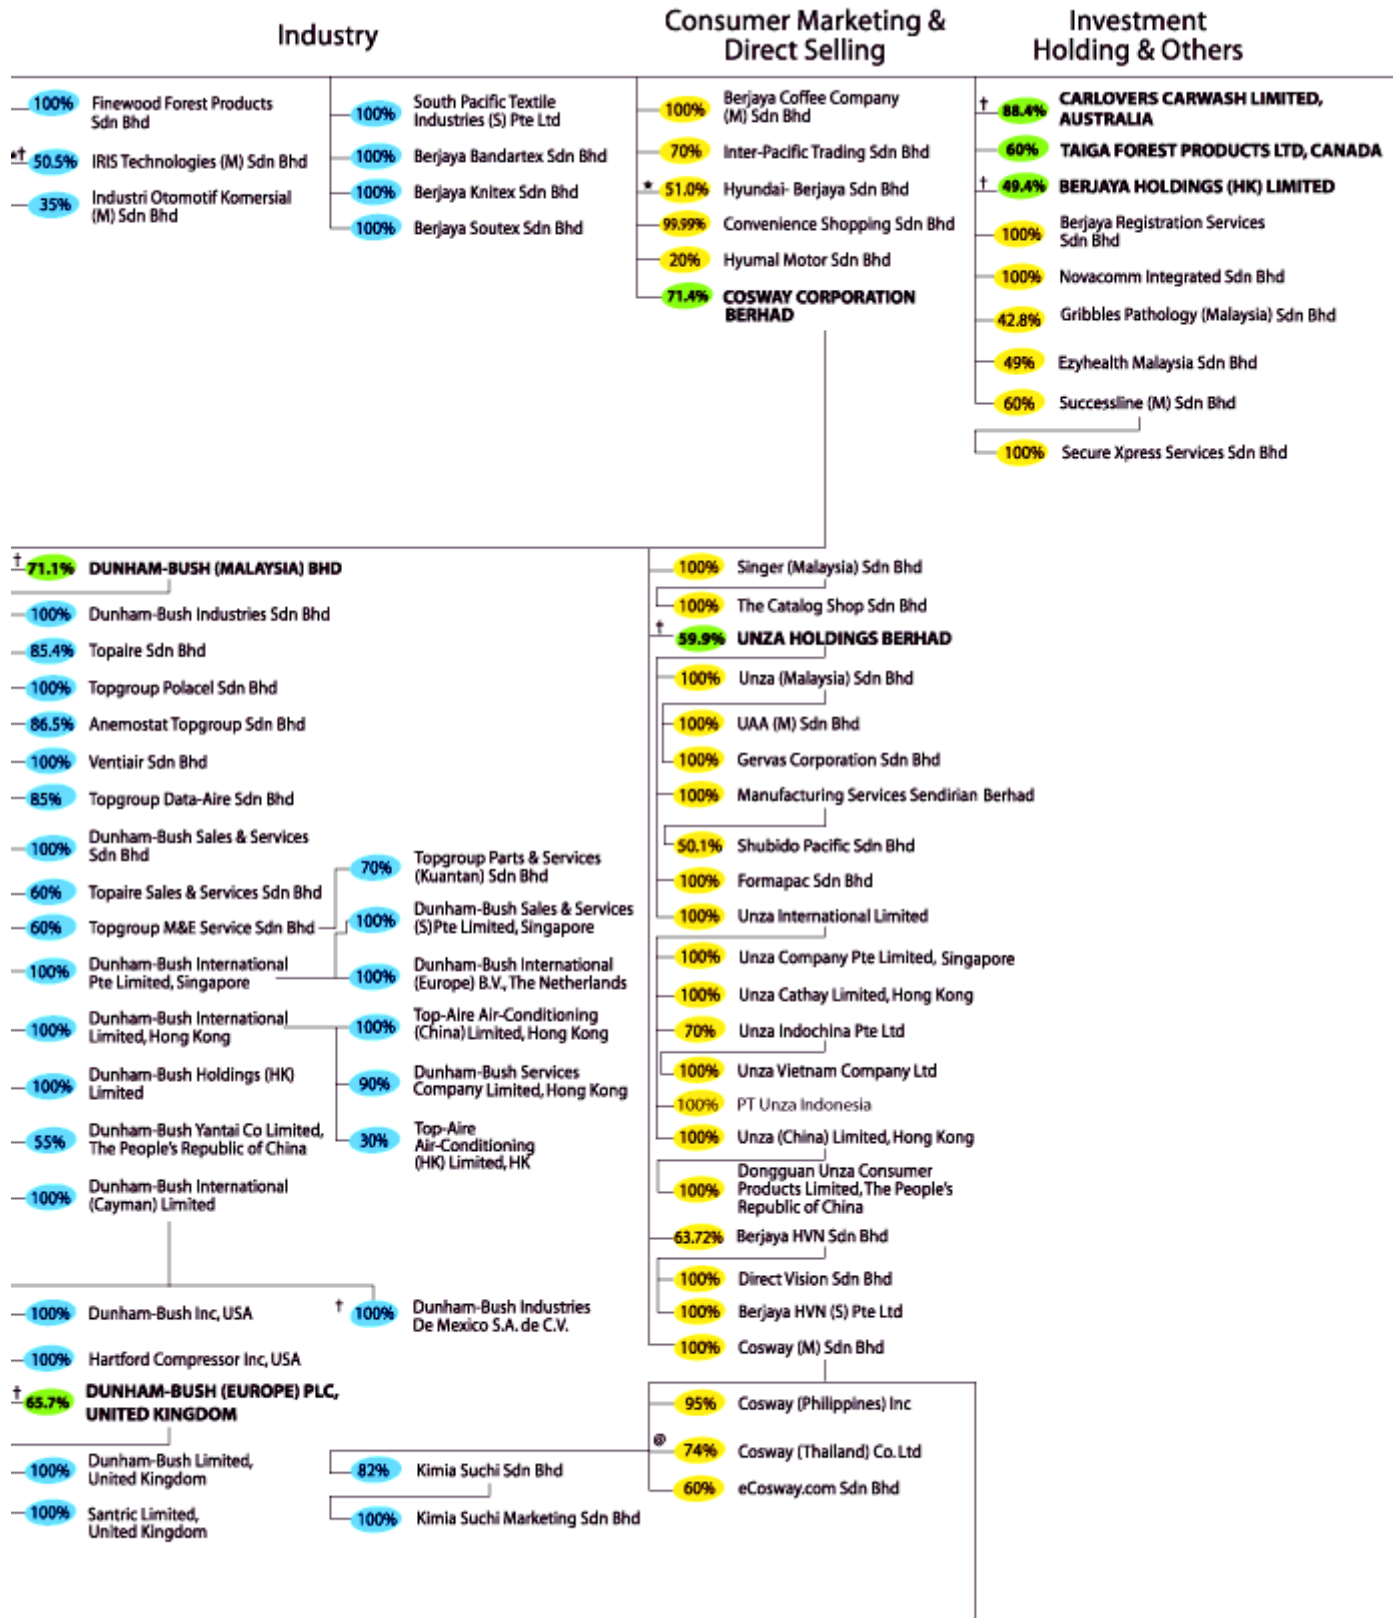 Industry
Consumer Marketing &
Direct Selling
Investment
Holding & Others
100% Finewood Forest Products
Sdn Bhd
*† 50.5% IRIS Technologies (M) Sdn Bhd
35% Industri Otomotif Komersial
(M) Sdn Bhd
100% South Pacific Textile
Industries (S) Pte Ltd
100% Berjaya Bandartex Sdn Bhd
100% Berjaya Knitex Sdn Bhd
100% Berjaya Soutex Sdn Bhd
100% Berjaya Coffee Company
(M) Sdn Bhd
70% Inter-Pacific Trading Sdn Bhd
* 51.0% Hyundai- Berjaya Sdn Bhd
99.99% Convenience Shopping Sdn Bhd
20% Hyumal Motor Sdn Bhd
71.4% COSWAY CORPORATION
BERHAD
† 88.4% CARLOVERS CARWASH LIMITED,
AUSTRALIA
60% TAIGA FOREST PRODUCTS LTD, CANADA
† 49.4% BERJAYA HOLDINGS (HK) LIMITED
100% Berjaya Registration Services
Sdn Bhd
100% Novacomm Integrated Sdn Bhd
42.8% Gribbles Pathology (Malaysia) Sdn Bhd
49% Ezyhealth Malaysia Sdn Bhd
60% Successline (M) Sdn Bhd
100% Secure Xpress Services Sdn Bhd
† 71.1% DUNHAM-BUSH (MALAYSIA) BHD
100% Dunham-Bush Industries Sdn Bhd
85.4% Topaire Sdn Bhd
100% Topgroup Polacel Sdn Bhd
86.5% Anemostat Topgroup Sdn Bhd
100% Ventiair Sdn Bhd
85% Topgroup Data-Aire Sdn Bhd
100% Dunham-Bush Sales & Services
Sdn Bhd
60% Topaire Sales & Services Sdn Bhd
60% Topgroup M&E Service Sdn Bhd
100% Dunham-Bush International
Pte Limited, Singapore
100% Dunham-Bush International
Limited, Hong Kong
100% Dunham-Bush Holdings (HK)
Limited
55% Dunham-Bush Yantai Co Limited,
The People's Republic of China
100% Dunham-Bush International
(Cayman) Limited
70% Topgroup Parts & Services
(Kuantan) Sdn Bhd
100% Dunham-Bush Sales & Services
(S) Pte Limited, Singapore
100% Dunham-Bush International
(Europe) B.V., The Netherlands
100% Top-Aire Air-Conditioning
(China) Limited, Hong Kong
90% Dunham-Bush Services
Company Limited, Hong Kong
30% Top-Aire
Air-Conditioning
(HK) Limited, HK
100% Dunham-Bush Inc, USA
† 100% Dunham-Bush Industries
De Mexico S.A. de C.V.
100% Hartford Compressor Inc, USA
† 65.7% DUNHAM-BUSH (EUROPE) PLC,
UNITED KINGDOM
100% Dunham-Bush Limited,
United Kingdom
100% Santric Limited,
United Kingdom
82% Kimia Suchi Sdn Bhd
100% Kimia Suchi Marketing Sdn Bhd
100% Singer (Malaysia) Sdn Bhd
100% The Catalog Shop Sdn Bhd
† 59.9% UNZA HOLDINGS BERHAD
100% Unza (Malaysia) Sdn Bhd
100% UAA (M) Sdn Bhd
100% Gervas Corporation Sdn Bhd
100% Manufacturing Services Sendirian Berhad
50.1% Shubido Pacific Sdn Bhd
100% Formapac Sdn Bhd
100% Unza International Limited
100% Unza Company Pte Limited, Singapore
100% Unza Cathay Limited, Hong Kong
70% Unza Indochina Pte Ltd
100% Unza Vietnam Company Ltd
100% PT Unza Indonesia
100% Unza (China) Limited, Hong Kong
100% Dongguan Unza Consumer
Products Limited, The People's
Republic of China
63.72% Berjaya HVN Sdn Bhd
100% Direct Vision Sdn Bhd
100% Berjaya HVN (S) Pte Ltd
100% Cosway (M) Sdn Bhd
95% Cosway (Philippines) Inc
@ 74% Cosway (Thailand) Co. Ltd
60% eCosway.com Sdn Bhd